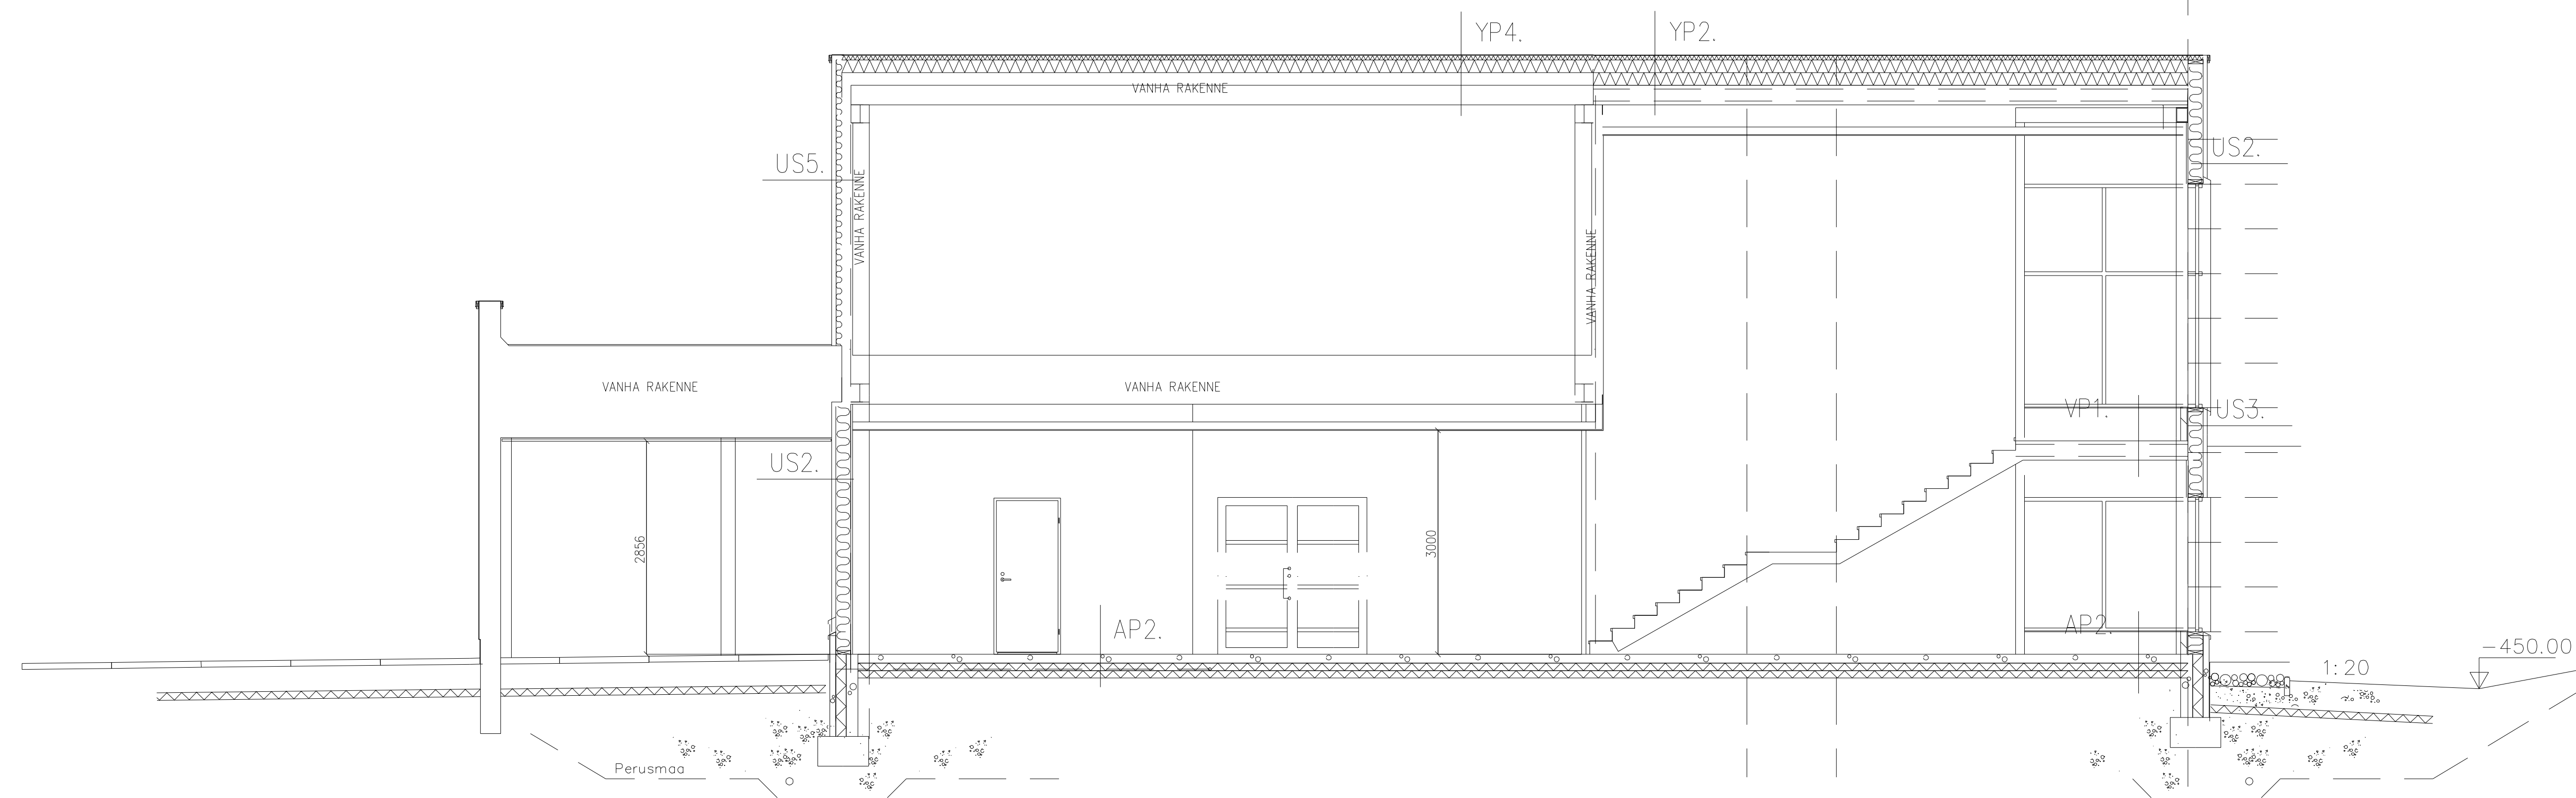 YP4.
YP2.
VANHA RAKENNE
US5.
US2.
VANHA RAKENNE
VANHA RAKENNE
VANHA RAKENNE
VANHA RAKENNE
VP1.
US3.
US2.
2856
3000
AP2.
AP2.
-450.00
1:20
Perusmaa